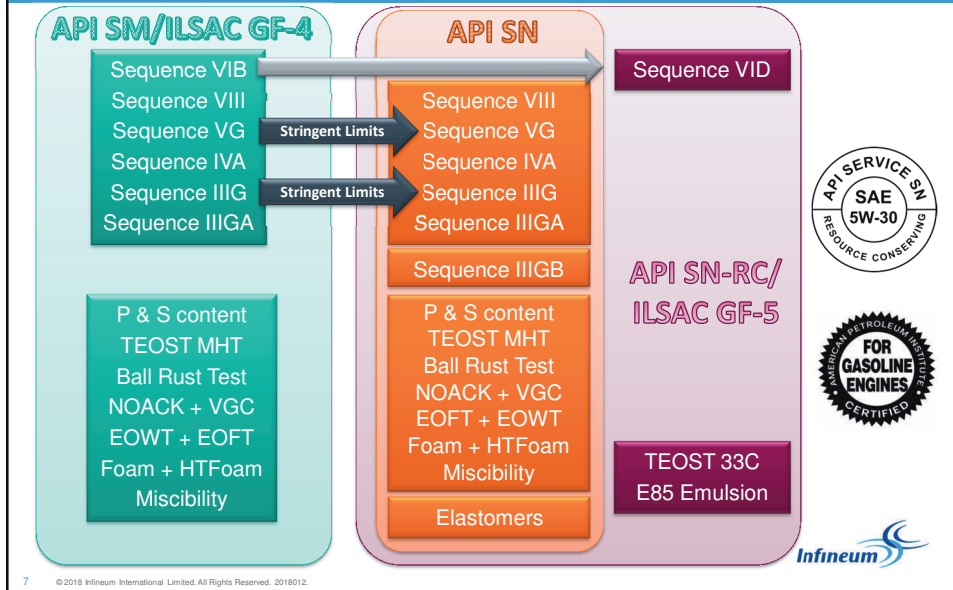 API SM/ILSAC GF-4
Sequence VIB
Sequence VIII
Sequence VG
Sequence IVA
Sequence IIIG
Sequence IIIGA
Stringent Limits
Stringent Limits
P & S content
TEOST MHT
Ball Rust Test
NOACK + VGC
EOWT + EOFT
Foam + HTFoam
Miscibility
API SN
Sequence VIII
Sequence VG
Sequence IVA
Sequence IIIG
Sequence IIIGA
Sequence IIIGB
P & S content
TEOST MHT
Ball Rust Test
NOACK + VGC
EOFT + EOWT
Foam + HTFoam
Miscibility
Elastomers
Sequence VID
API SN-RC/
ILSAC GF-5
TEOST 33C
E85 Emulsion
API SERVICE SN
SAE
5W-30
RESOURCE CONSERVING
AMERICAN PETROLEUM INSTITUTE
FOR
GASOLINE
ENGINES
CERTIFIED
Infineum
7 © 2018 Infineum International Limited. All Rights Reserved. 2018012.